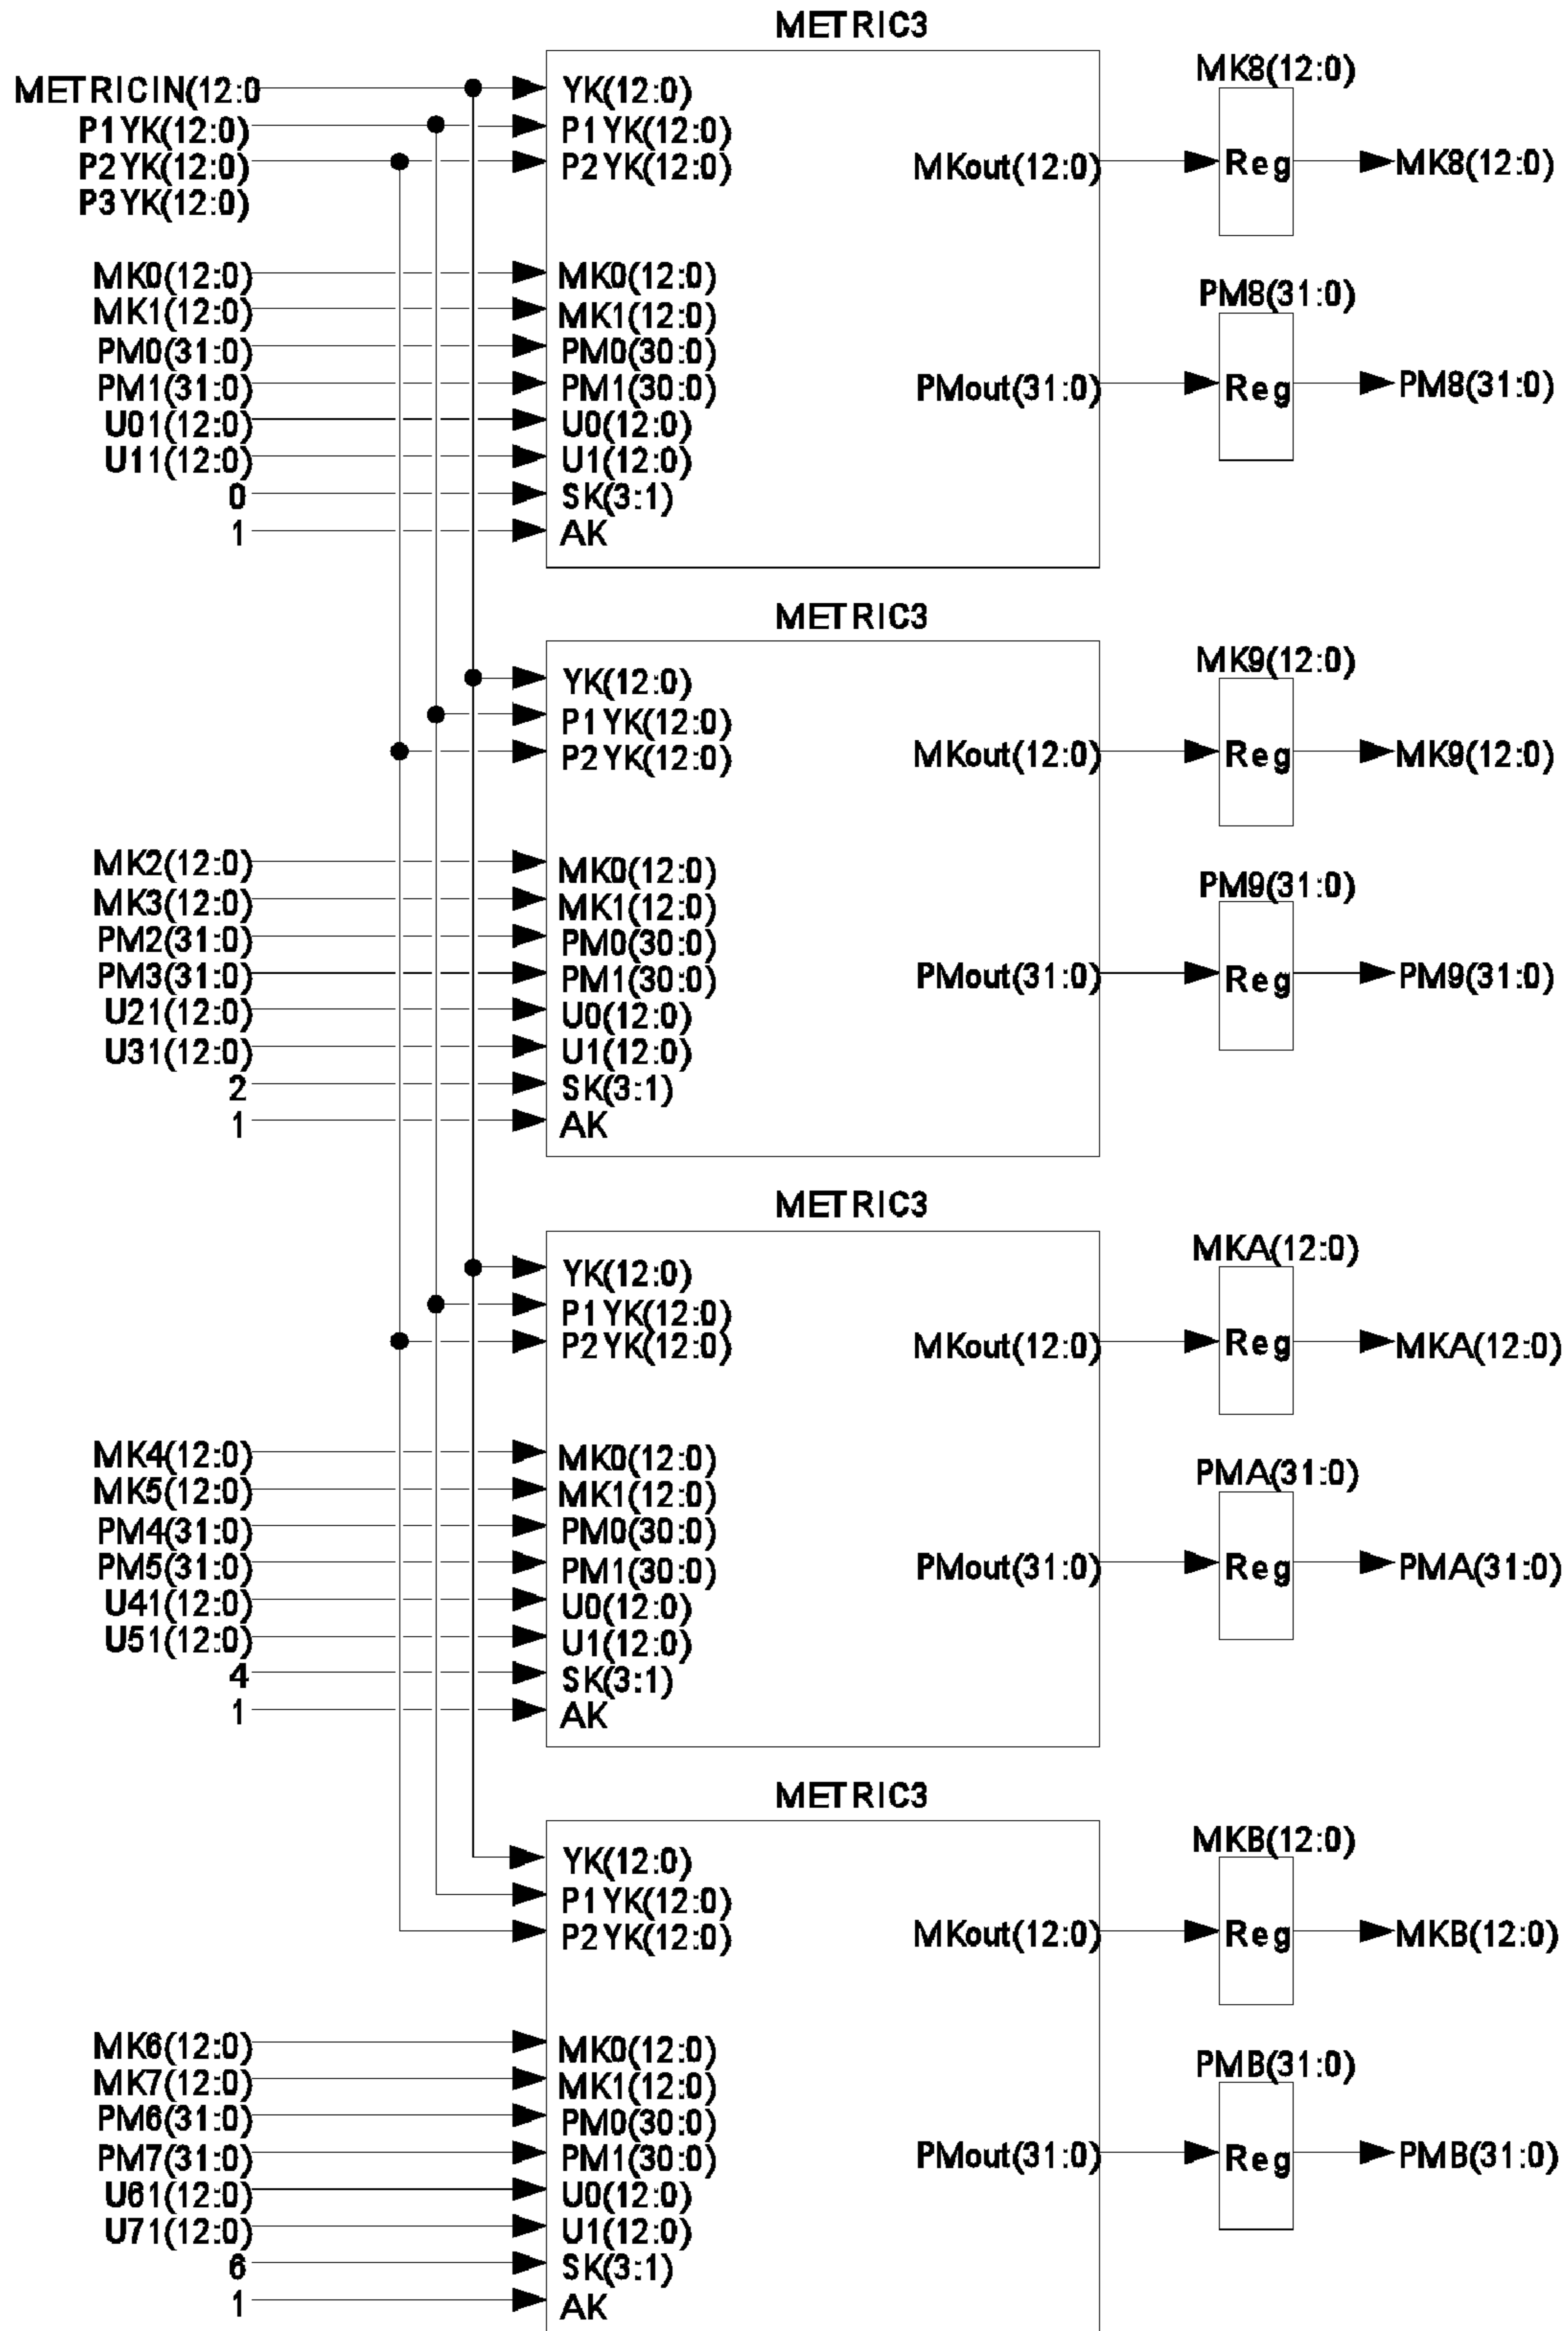 METRIC3
METRICIN(12:0 YK(12:0) MK8(12:0)
P1YK(12:0) P1YK(12:0)
P2YK(12:0) P2YK(12:0) MKout(12:0) Reg MK8(12:0)
P3YK(12:0)
MK0(12:0) MK0(12:0) PM8(31:0)
MK1(12:0) MK1(12:0)
PM0(31:0) PM0(30:0)
PM1(31:0) PM1(30:0) PMout(31:0) Reg PM8(31:0)
U01(12:0) U0(12:0)
U11(12:0) U1(12:0)
0 SK(3:1)
1 AK
METRIC3
YK(12:0) MK9(12:0)
P1YK(12:0)
P2YK(12:0) MKout(12:0) Reg MK9(12:0)
MK2(12:0) MK0(12:0) PM9(31:0)
MK3(12:0) MK1(12:0)
PM2(31:0) PM0(30:0)
PM3(31:0) PM1(30:0) PMout(31:0) Reg PM9(31:0)
U21(12:0) U0(12:0)
U31(12:0) U1(12:0)
2 SK(3:1)
1 AK
METRIC3
YK(12:0) MKA(12:0)
P1YK(12:0)
P2YK(12:0) MKout(12:0) Reg MKA(12:0)
MK4(12:0) MK0(12:0) PMA(31:0)
MK5(12:0) MK1(12:0)
PM4(31:0) PM0(30:0)
PM5(31:0) PM1(30:0) PMout(31:0) Reg PMA(31:0)
U41(12:0) U0(12:0)
U51(12:0) U1(12:0)
4 SK(3:1)
1 AK
METRIC3
YK(12:0) MKB(12:0)
P1YK(12:0)
P2YK(12:0) MKout(12:0) Reg MKB(12:0)
MK6(12:0) MK0(12:0) PMB(31:0)
MK7(12:0) MK1(12:0)
PM6(31:0) PM0(30:0)
PM7(31:0) PM1(30:0) PMout(31:0) Reg PMB(31:0)
U61(12:0) U0(12:0)
U71(12:0) U1(12:0)
6 SK(3:1)
1 AK